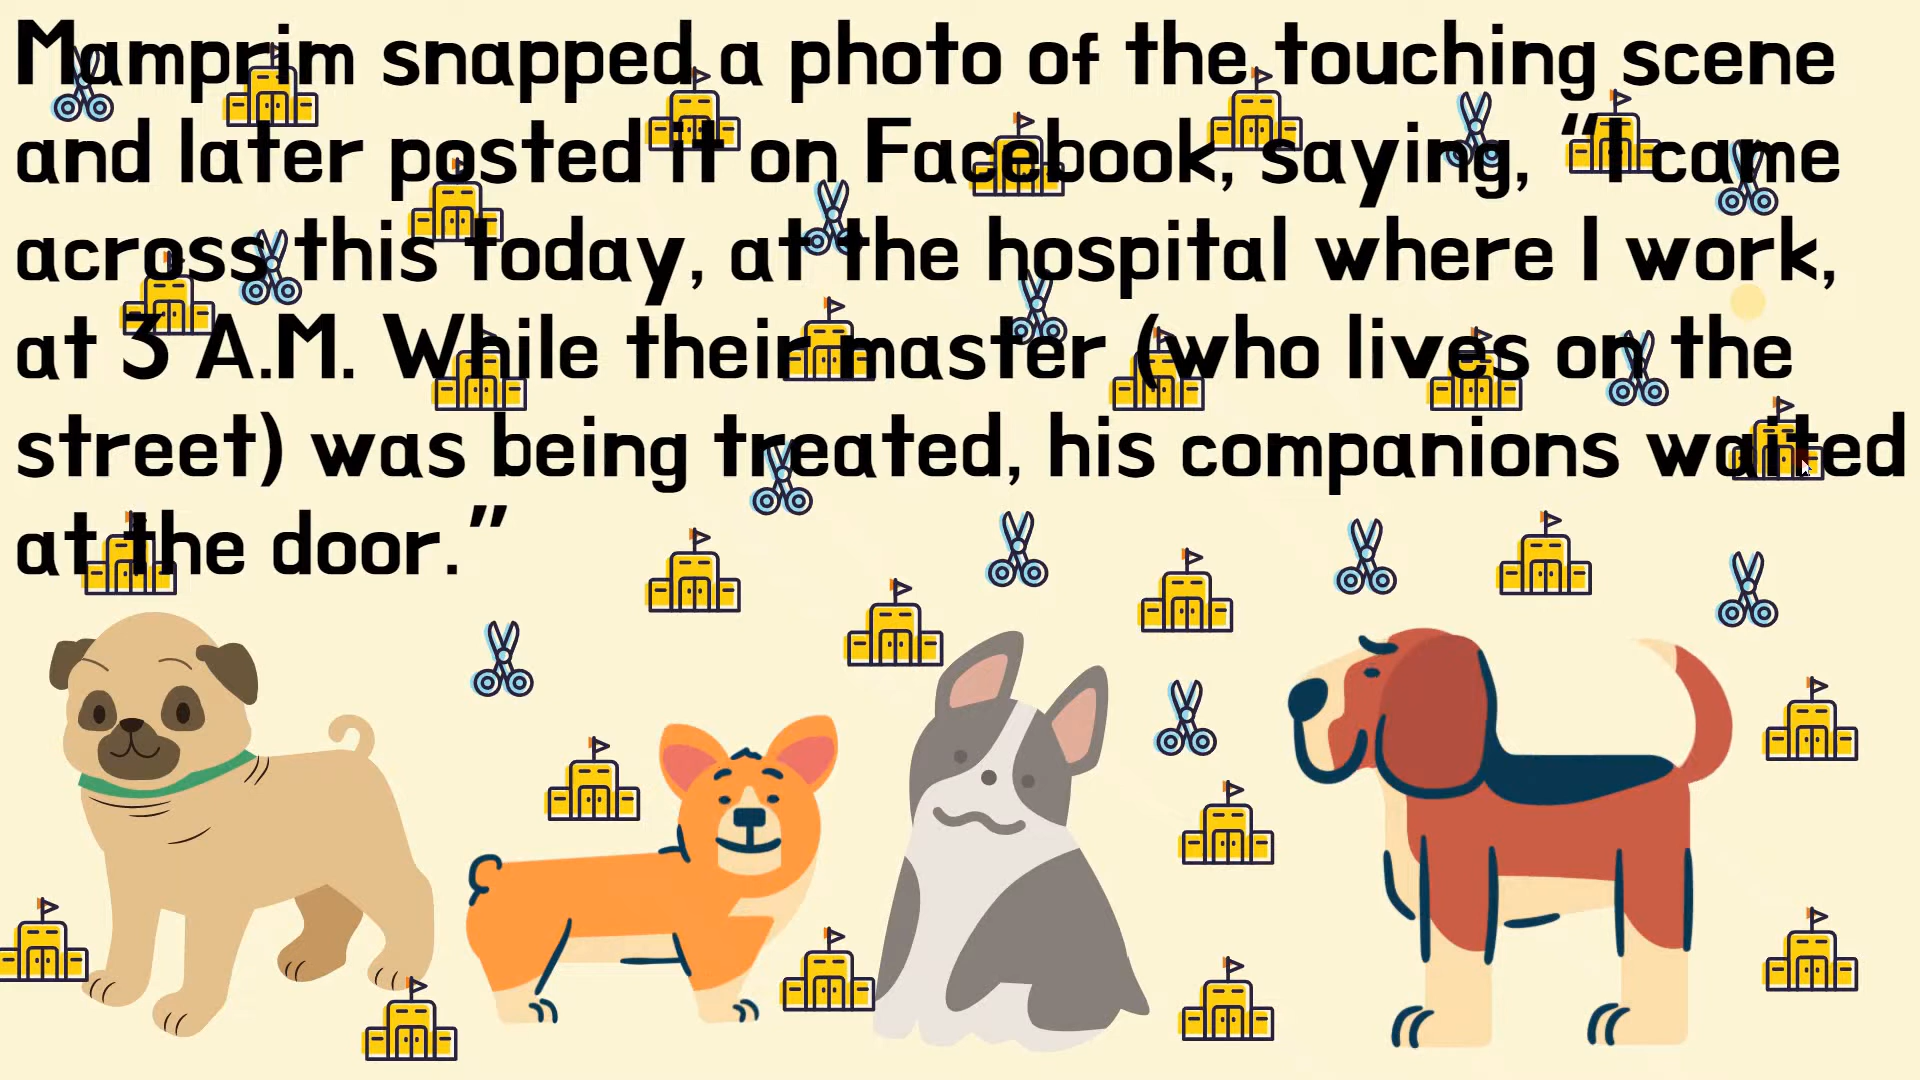 Mamprim snapped a photo of the touching scene
and later posted it on Facebook, saying, “I came
across this today, at the hospital where I work,
at 3 A.M. While their master (who lives on the
street) was being treated, his companions waited
at the door.”